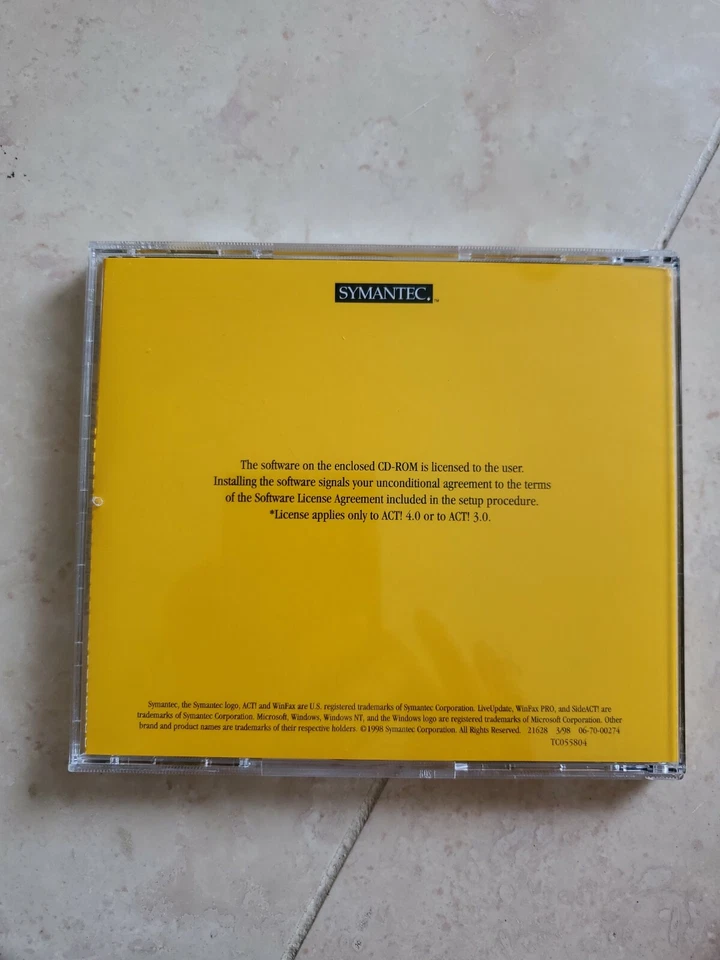 SYMANTEC.™
The software on the enclosed CD-ROM is licensed to the user.
Installing the software signals your unconditional agreement to the terms
of the Software License Agreement included in the setup procedure.
*License applies only to ACT! 4.0 or to ACT! 3.0.
Symantec, the Symantec logo, ACT! and WinFax are U.S. registered trademarks of Symantec Corporation. LiveUpdate, WinFax PRO, and SideACT! are
trademarks of Symantec Corporation. Microsoft, Windows, Windows NT, and the Windows logo are registered trademarks of Microsoft Corporation. Other
brand and product names are trademarks of their respective holders. ©1998 Symantec Corporation. All Rights Reserved. 21628 3/98 06-70-00274
TC055804